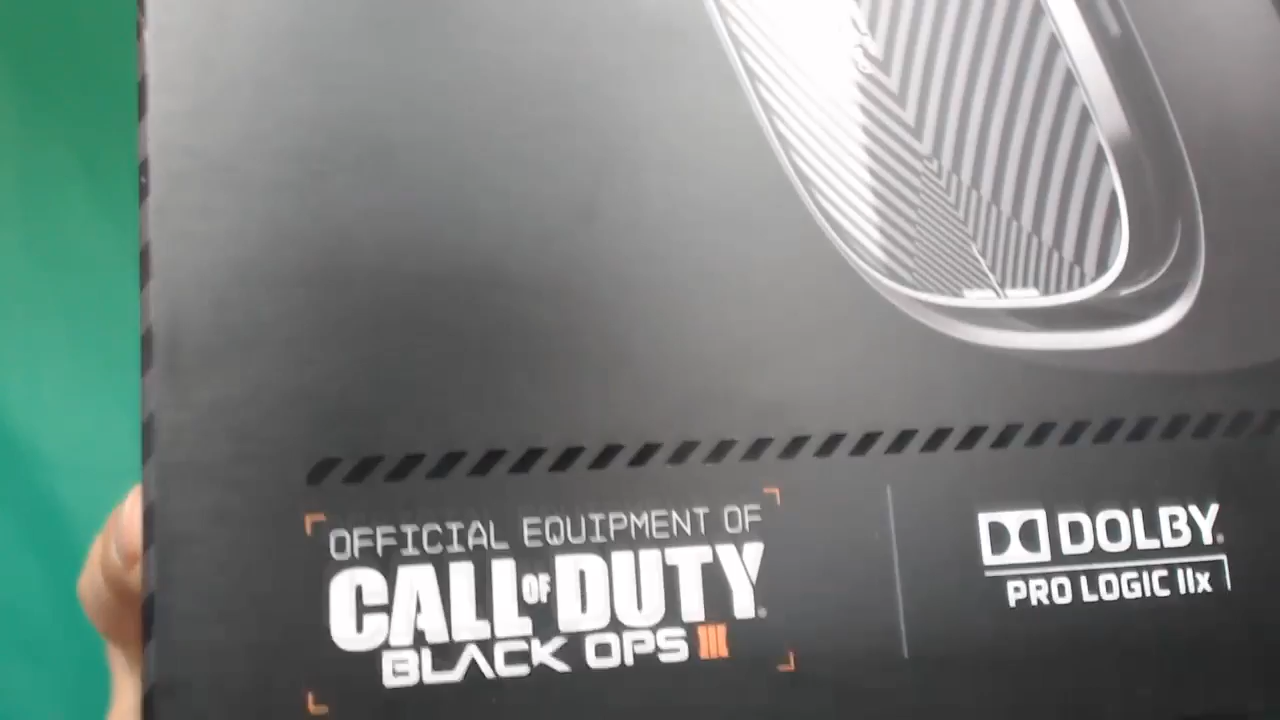 OFFICIAL EQUIPMENT OF
CALL OF DUTY
BLACK OPS III
DOLBY
PRO LOGIC IIx